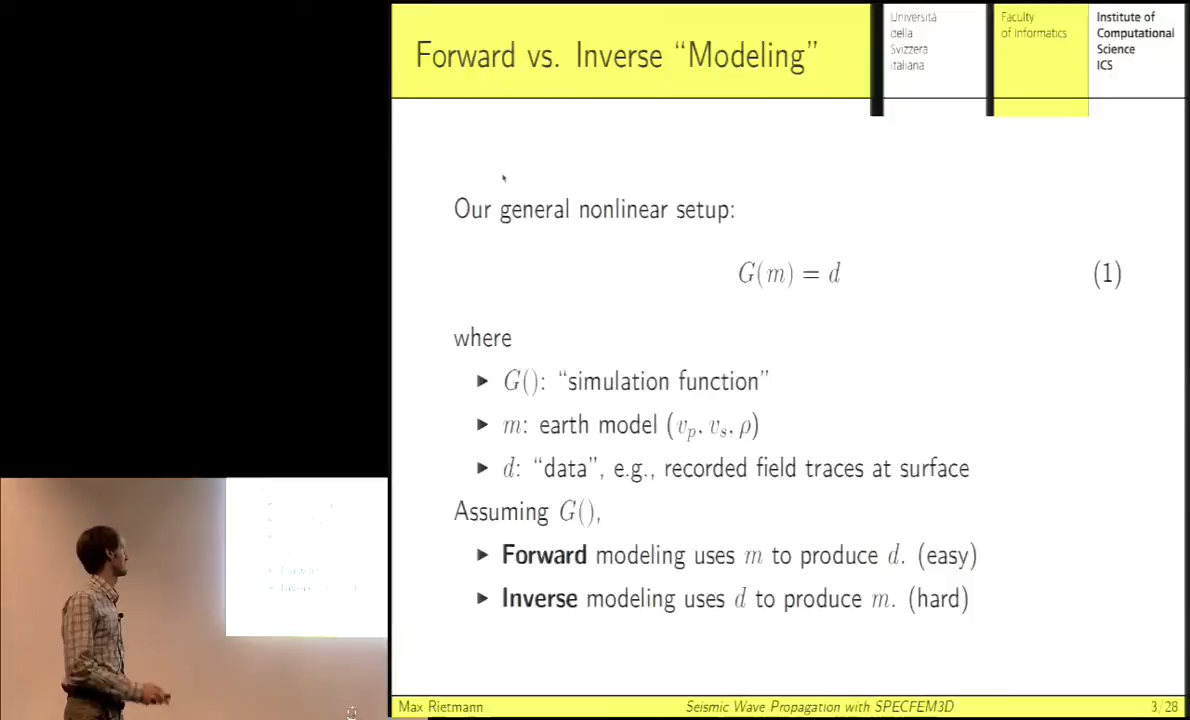 Forward vs. Inverse “Modeling”
Università
della
Svizzera
italiana
Faculty
of Informatics
Institute of
Computational
Science
ICS
Our general nonlinear setup:
G(m) = d (1)
where
▶ G(): “simulation function”
▶ m: earth model (v_p, v_s, ρ)
▶ d: “data”, e.g., recorded field traces at surface
Assuming G(),
▶ Forward modeling uses m to produce d. (easy)
▶ Inverse modeling uses d to produce m. (hard)
Max Rietmann Seismic Wave Propagation with SPECFEM3D 3/28